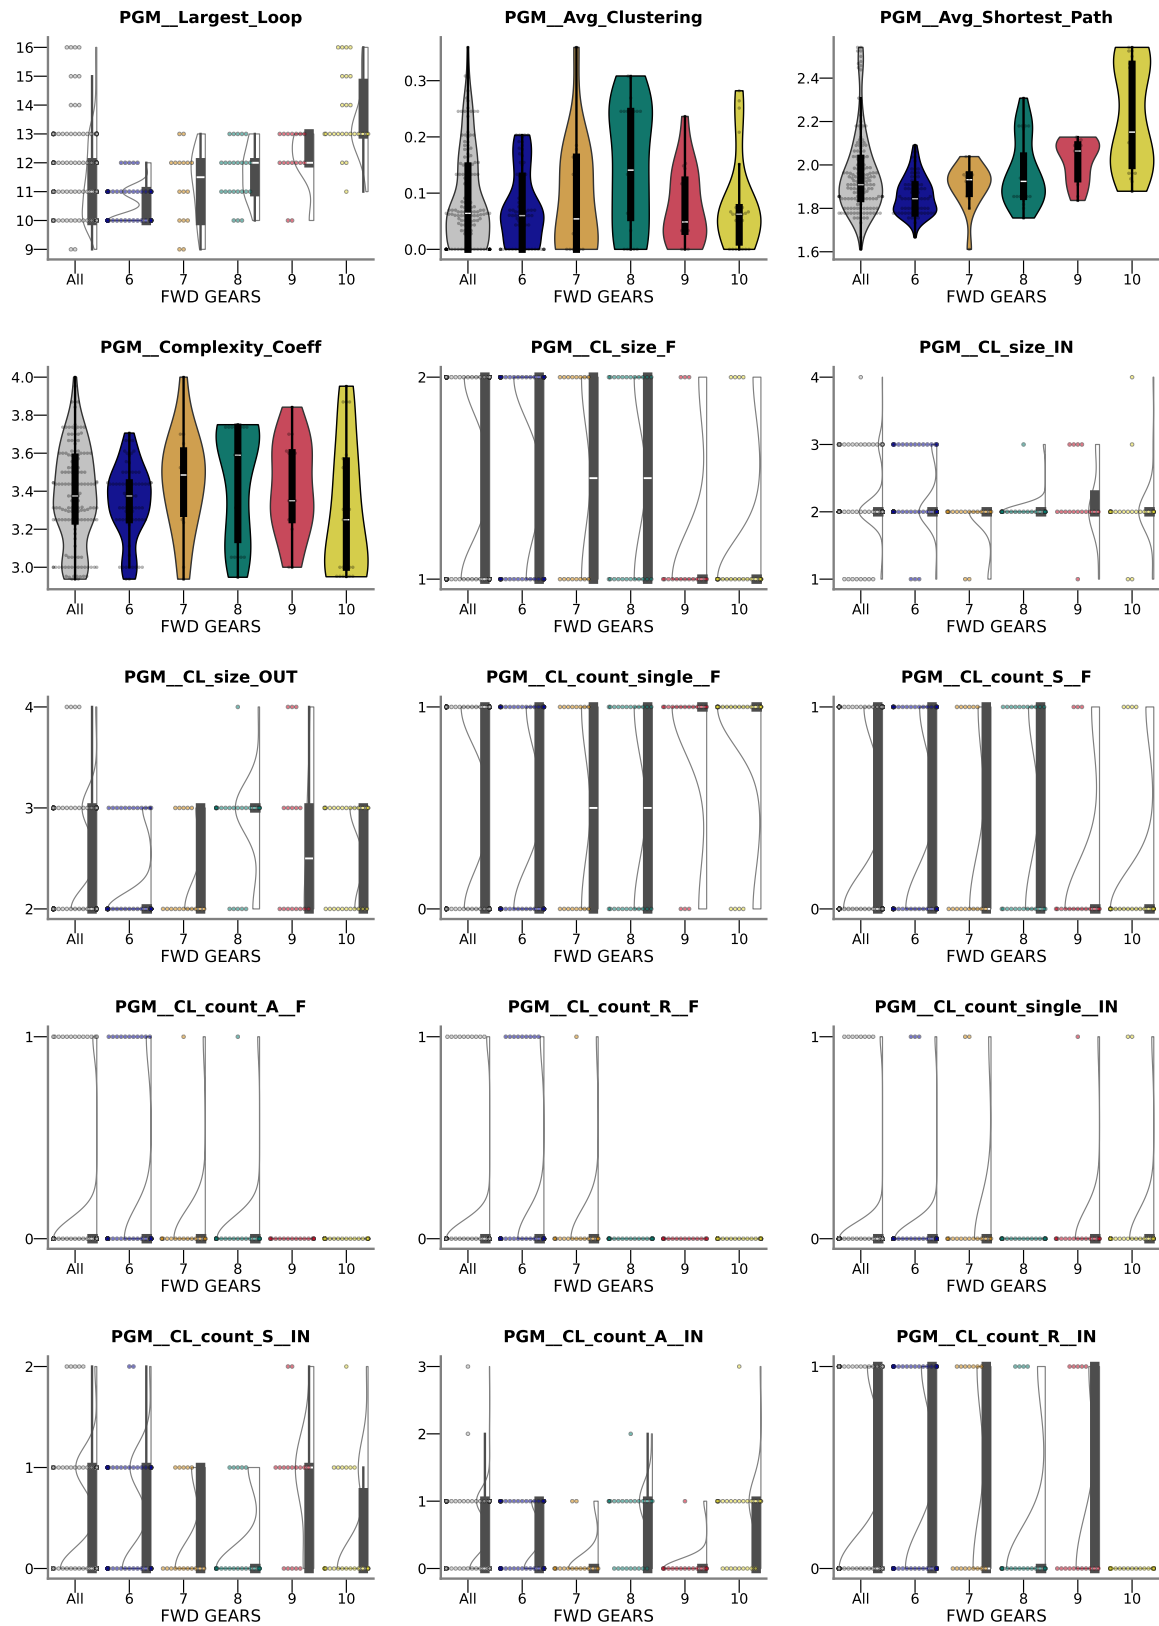 PGM__Largest_Loop
16
15
14
13
12
11
10
9
All 6 7 8 9 10
FWD GEARS
PGM__Avg_Clustering
0.3
0.2
0.1
0.0
All 6 7 8 9 10
FWD GEARS
PGM__Avg_Shortest_Path
2.4
2.2
2.0
1.8
1.6
All 6 7 8 9 10
FWD GEARS
PGM__Complexity_Coeff
4.0
3.8
3.6
3.4
3.2
3.0
All 6 7 8 9 10
FWD GEARS
PGM__CL_size_F
2
1
All 6 7 8 9 10
FWD GEARS
PGM__CL_size_IN
4
3
2
1
All 6 7 8 9 10
FWD GEARS
PGM__CL_size_OUT
4
3
2
All 6 7 8 9 10
FWD GEARS
PGM__CL_count_single__F
1
0
All 6 7 8 9 10
FWD GEARS
PGM__CL_count_S__F
1
0
All 6 7 8 9 10
FWD GEARS
PGM__CL_count_A__F
1
0
All 6 7 8 9 10
FWD GEARS
PGM__CL_count_R__F
1
0
All 6 7 8 9 10
FWD GEARS
PGM__CL_count_single__IN
1
0
All 6 7 8 9 10
FWD GEARS
PGM__CL_count_S__IN
2
1
0
All 6 7 8 9 10
FWD GEARS
PGM__CL_count_A__IN
3
2
1
0
All 6 7 8 9 10
FWD GEARS
PGM__CL_count_R__IN
1
0
All 6 7 8 9 10
FWD GEARS